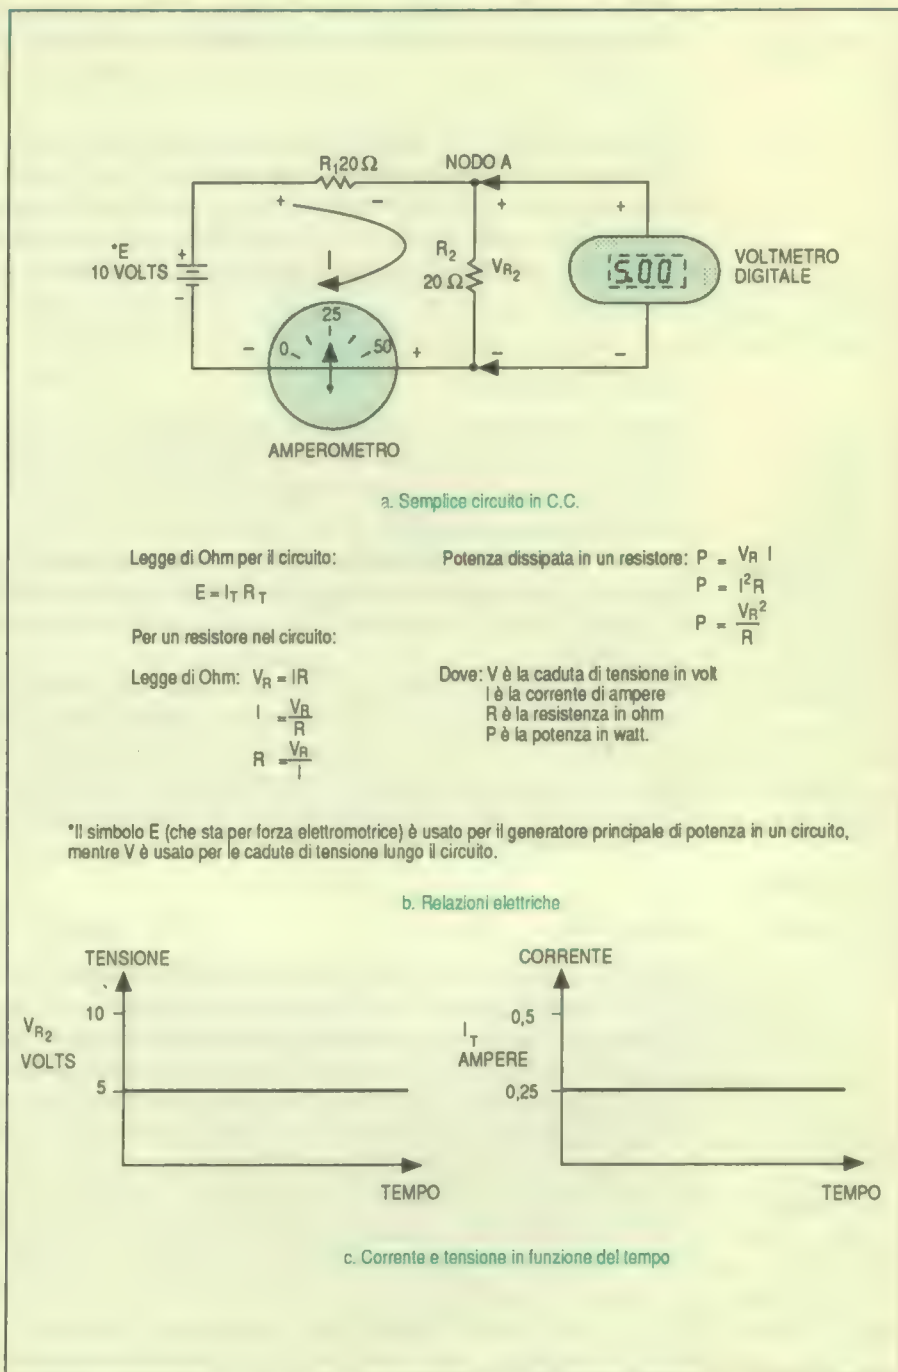 R₁20 Ω
NODO A
+
−
+
+
*E
10 VOLTS
+
−
I
R₂
20 Ω
V_R₂
5.00
VOLTMETRO
DIGITALE
25
0
50
−
+
−
−
AMPEROMETRO
a. Semplice circuito in C.C.
Legge di Ohm per il circuito:
E = I_T R_T
Per un resistore nel circuito:
Legge di Ohm: V_R = IR
I = V_R/R
R = V_R/I
Potenza dissipata in un resistore: P = V_R I
P = I²R
P = V_R²/R
Dove: V è la caduta di tensione in volt
I è la corrente di ampere
R è la resistenza in ohm
P è la potenza in watt.
*Il simbolo E (che sta per forza elettromotrice) è usato per il generatore principale di potenza in un circuito,
mentre V è usato per le cadute di tensione lungo il circuito.
b. Relazioni elettriche
TENSIONE
10
V_R₂
VOLTS
5
TEMPO
CORRENTE
0,5
I_T
AMPERE
0,25
TEMPO
c. Corrente e tensione in funzione del tempo